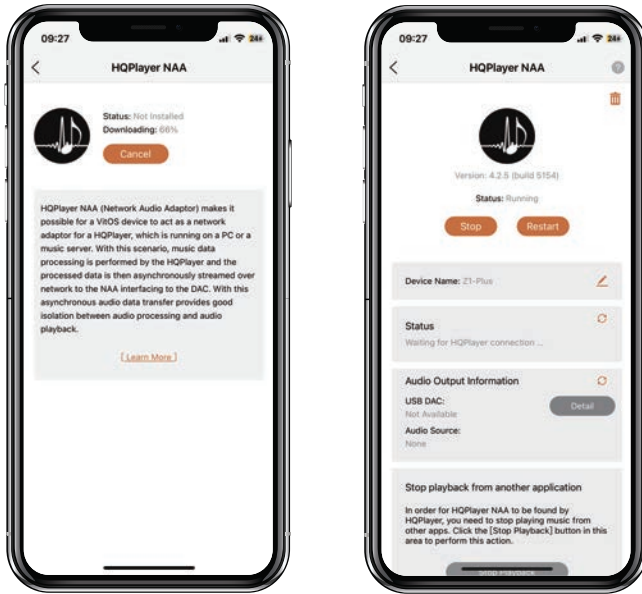 09:27
24+
HQPlayer NAA
Status: Not Installed
Downloading: 66%
Cancel
HQPlayer NAA (Network Audio Adaptor) makes it
possible for a VitOS device to act as a network
adaptor for a HQPlayer, which is running on a PC or a
music server. With this scenario, music data
processing is performed by the HQPlayer and the
processed data is then asynchronously streamed over
network to the NAA interfacing to the DAC. With this
asynchronous audio data transfer provides good
isolation between audio processing and audio
playback.
[ Learn More ]
09:27
HQPlayer NAA
?
Version: 4.2.5 (build 5154)
Status: Running
Stop Restart
Device Name: Z1-Plus
Status
Waiting for HQPlayer connection ...
Audio Output Information
USB DAC:
Not Available
Detail
Audio Source:
None
Stop playback from another application
In order for HQPlayer NAA to be found by
HQPlayer, you need to stop playing music from
other apps. Click the [Stop Playback] button in this
area to perform this action.
Stop Playback